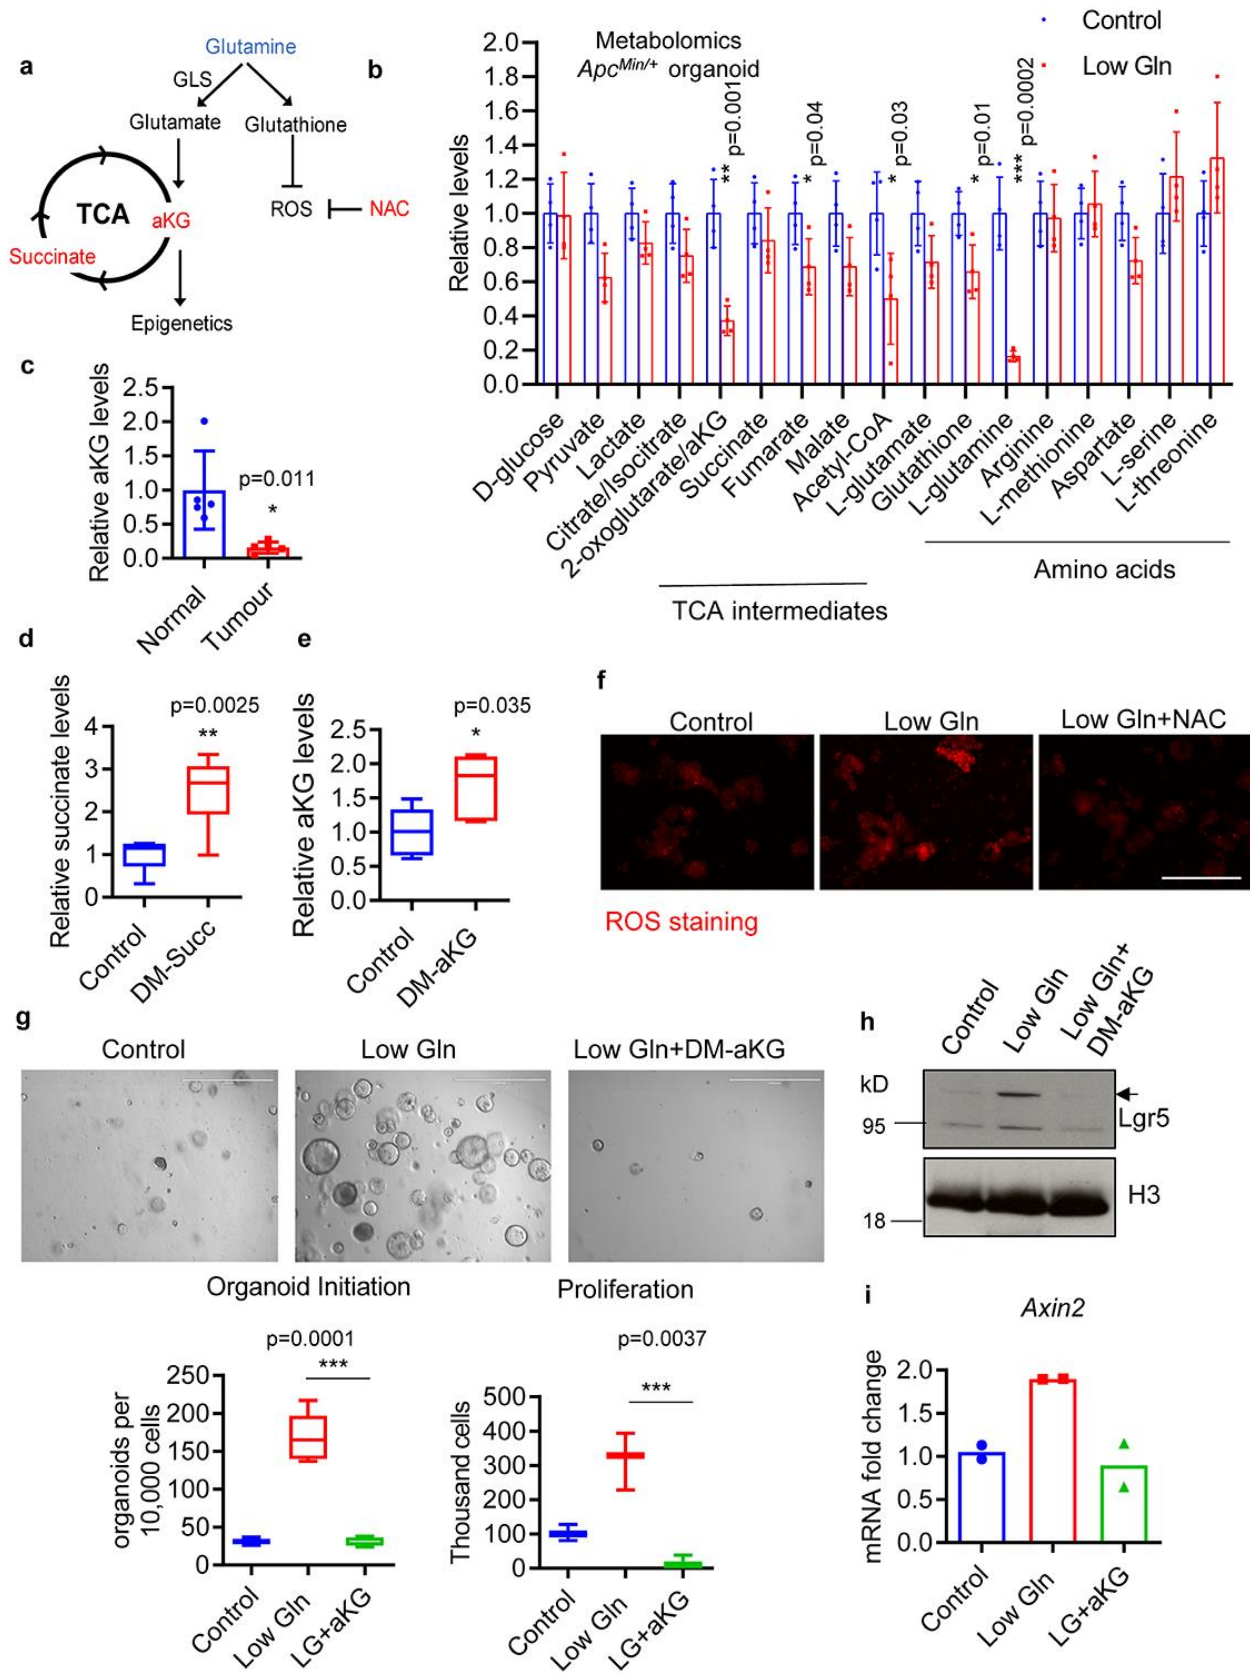 a
Glutamine
GLS
Glutamate
Glutathione
TCA
aKG
ROS
NAC
Succinate
Epigenetics
b
Metabolomics
Apc^Min/+ organoid
Control
Low Gln
Relative levels
2.0
1.8
1.6
1.4
1.2
1.0
0.8
0.6
0.4
0.2
0.0
**
p=0.001
*
p=0.04
*
p=0.03
*
p=0.01
***
p=0.0002
D-glucose
Pyruvate
Lactate
Citrate/Isocitrate
2-oxoglutarate/aKG
Succinate
Fumarate
Malate
Acetyl-CoA
L-glutamate
Glutathione
L-glutamine
Arginine
L-methionine
Aspartate
L-serine
L-threonine
TCA intermediates
Amino acids
c
Relative aKG levels
2.5
2.0
1.5
1.0
0.5
0.0
p=0.011
*
Normal
Tumour
d
Relative succinate levels
4
3
2
1
0
p=0.0025
**
Control
DM-Succ
e
Relative aKG levels
2.5
2.0
1.5
1.0
0.5
0.0
p=0.035
*
Control
DM-aKG
f
Control
Low Gln
Low Gln+NAC
ROS staining
g
Control
Low Gln
Low Gln+DM-aKG
Organoid Initiation
p=0.0001
***
organoids per
10,000 cells
250
200
150
100
50
0
Control
Low Gln
LG+aKG
Proliferation
p=0.0037
***
Thousand cells
500
400
300
200
100
0
Control
Low Gln
LG+aKG
h
Control
Low Gln
Low Gln+
DM-aKG
kD
95
Lgr5
H3
18
i
Axin2
mRNA fold change
2.0
1.5
1.0
0.5
0.0
Control
Low Gln
LG+aKG